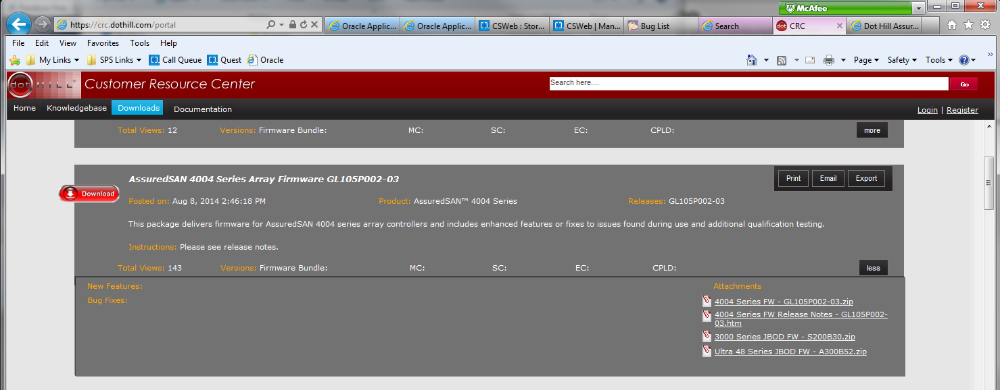 McAfee
https://crc.dothill.com/portal
Oracle Applic...
Oracle Applic...
CSWeb : Stor...
CSWeb | Man...
Bug List
Search
CRC
Dot Hill Assur...
File Edit View Favorites Tools Help
My Links SPS Links Call Queue Quest Oracle
Page Safety Tools
dot HILL Customer Resource Center
Search here....
Go
Home Knowledgebase Downloads Documentation
Login | Register
Total Views: 12 Versions: Firmware Bundle: MC: SC: EC: CPLD: more
AssuredSAN 4004 Series Array Firmware GL105P002-03
Print Email Export
Download
Posted on: Aug 8, 2014 2:46:18 PM Product: AssuredSAN™ 4004 Series Releases: GL105P002-03
This package delivers firmware for AssuredSAN 4004 series array controllers and includes enhanced features or fixes to issues found during use and additional qualification testing.
Instructions: Please see release notes.
Total Views: 143 Versions: Firmware Bundle: MC: SC: EC: CPLD: less
New Features:
Bug Fixes:
Attachments
4004 Series FW - GL105P002-03.zip
4004 Series FW Release Notes - GL105P002-
03.htm
3000 Series JBOD FW - S200B30.zip
Ultra 48 Series JBOD FW - A300B52.zip